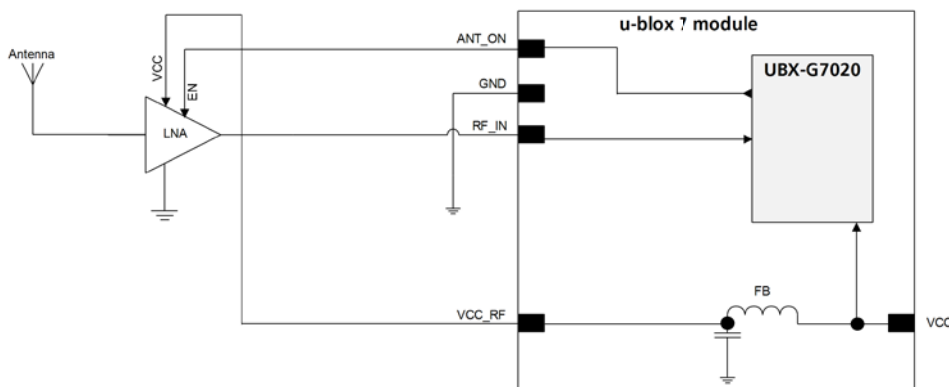 u-blox 7 module
ANT_ON
UBX-G7020
Antenna
VCC
EN
GND
LNA
RF_IN
FB
VCC_RF
VCC